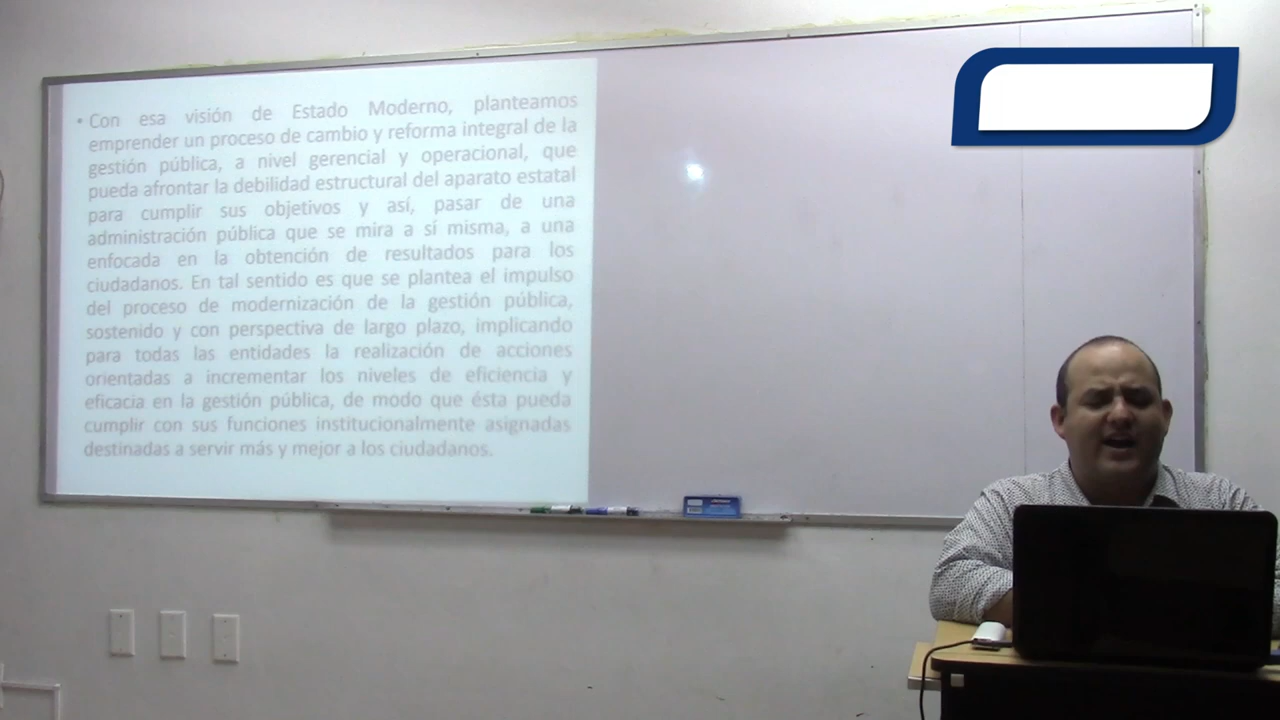 • Con esa visión de Estado Moderno, planteamos
emprender un proceso de cambio y reforma integral de la
gestión pública, a nivel gerencial y operacional, que
pueda afrontar la debilidad estructural del aparato estatal
para cumplir sus objetivos y así, pasar de una
administración pública que se mira a sí misma, a una
enfocada en la obtención de resultados para los
ciudadanos. En tal sentido es que se plantea el impulso
del proceso de modernización de la gestión pública,
sostenido y con perspectiva de largo plazo, implicando
para todas las entidades la realización de acciones
orientadas a incrementar los niveles de eficiencia y
eficacia en la gestión pública, de modo que ésta pueda
cumplir con sus funciones institucionalmente asignadas
destinadas a servir más y mejor a los ciudadanos.